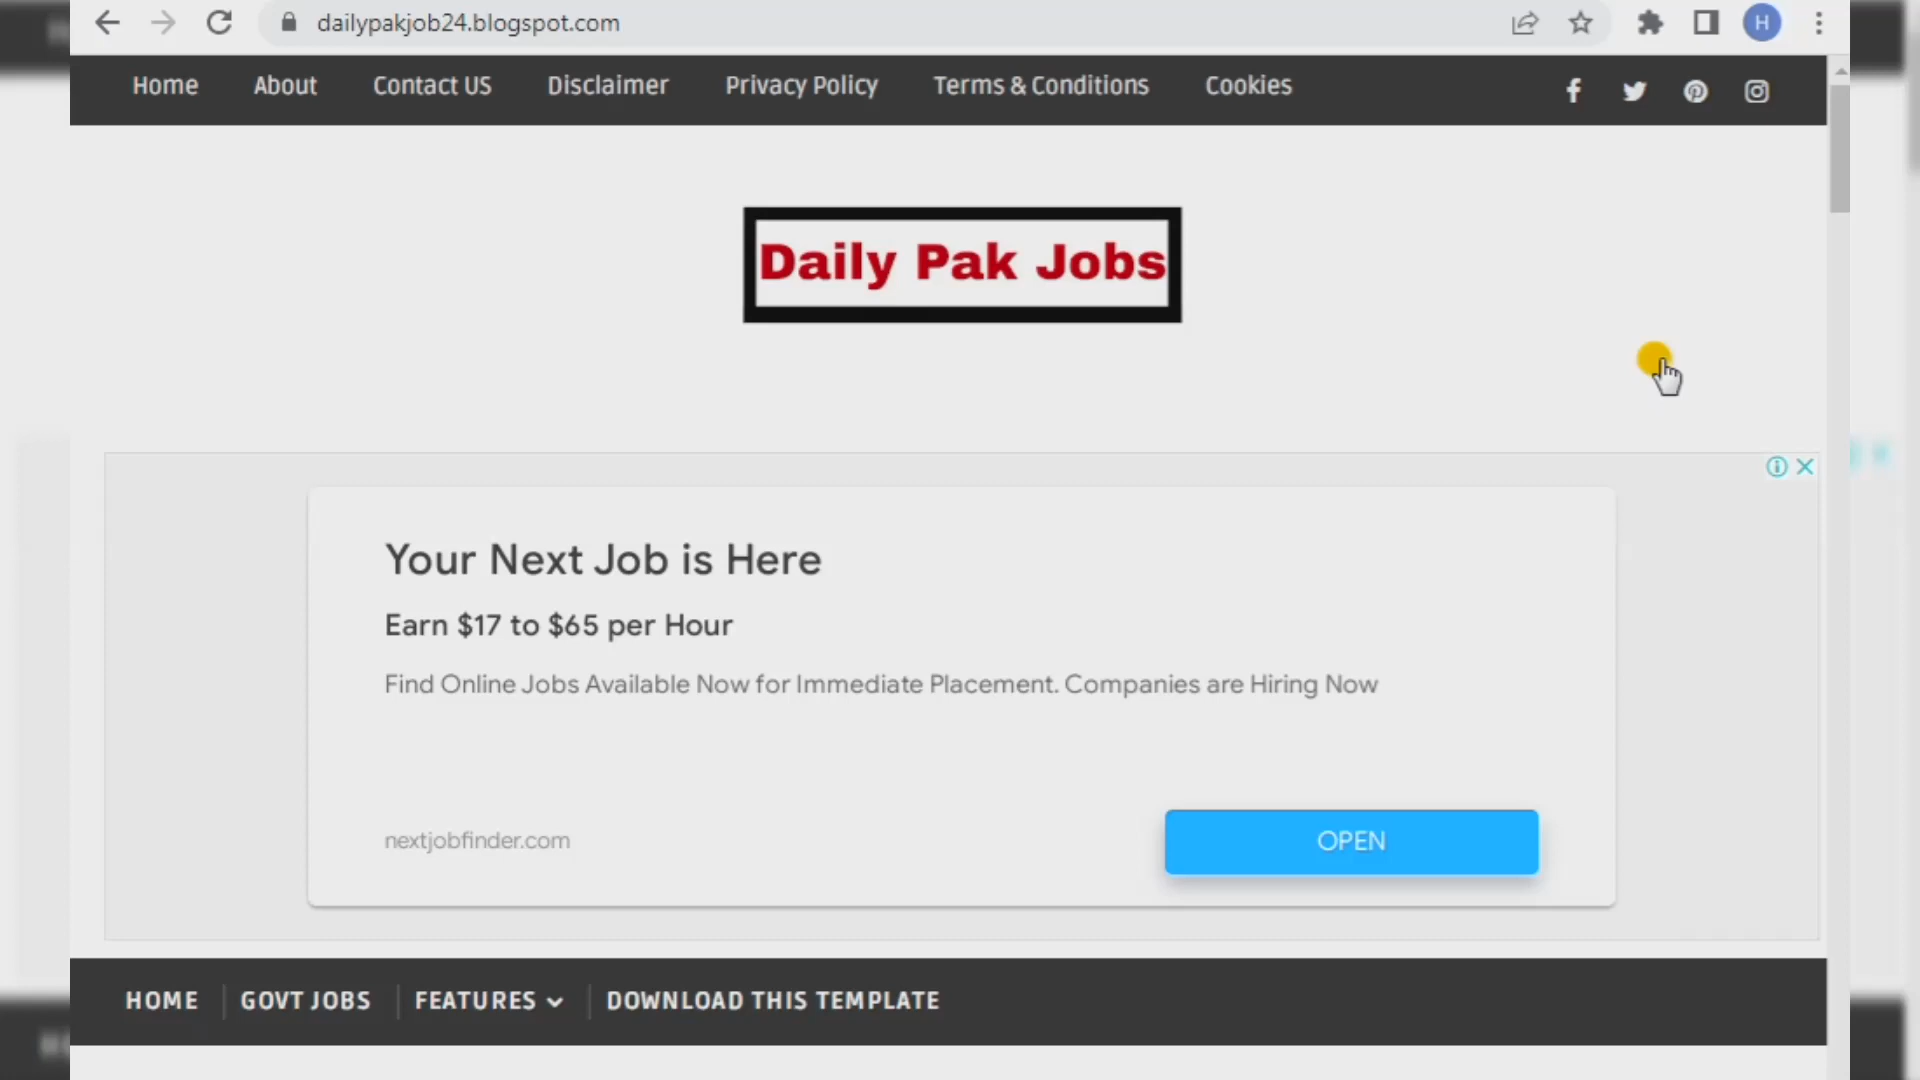 dailypakjob24.blogspot.com
H
Home About Contact US Disclaimer Privacy Policy Terms & Conditions Cookies
Daily Pak Jobs
Your Next Job is Here
Earn $17 to $65 per Hour
Find Online Jobs Available Now for Immediate Placement. Companies are Hiring Now
nextjobfinder.com
OPEN
HOME GOVT JOBS FEATURES DOWNLOAD THIS TEMPLATE